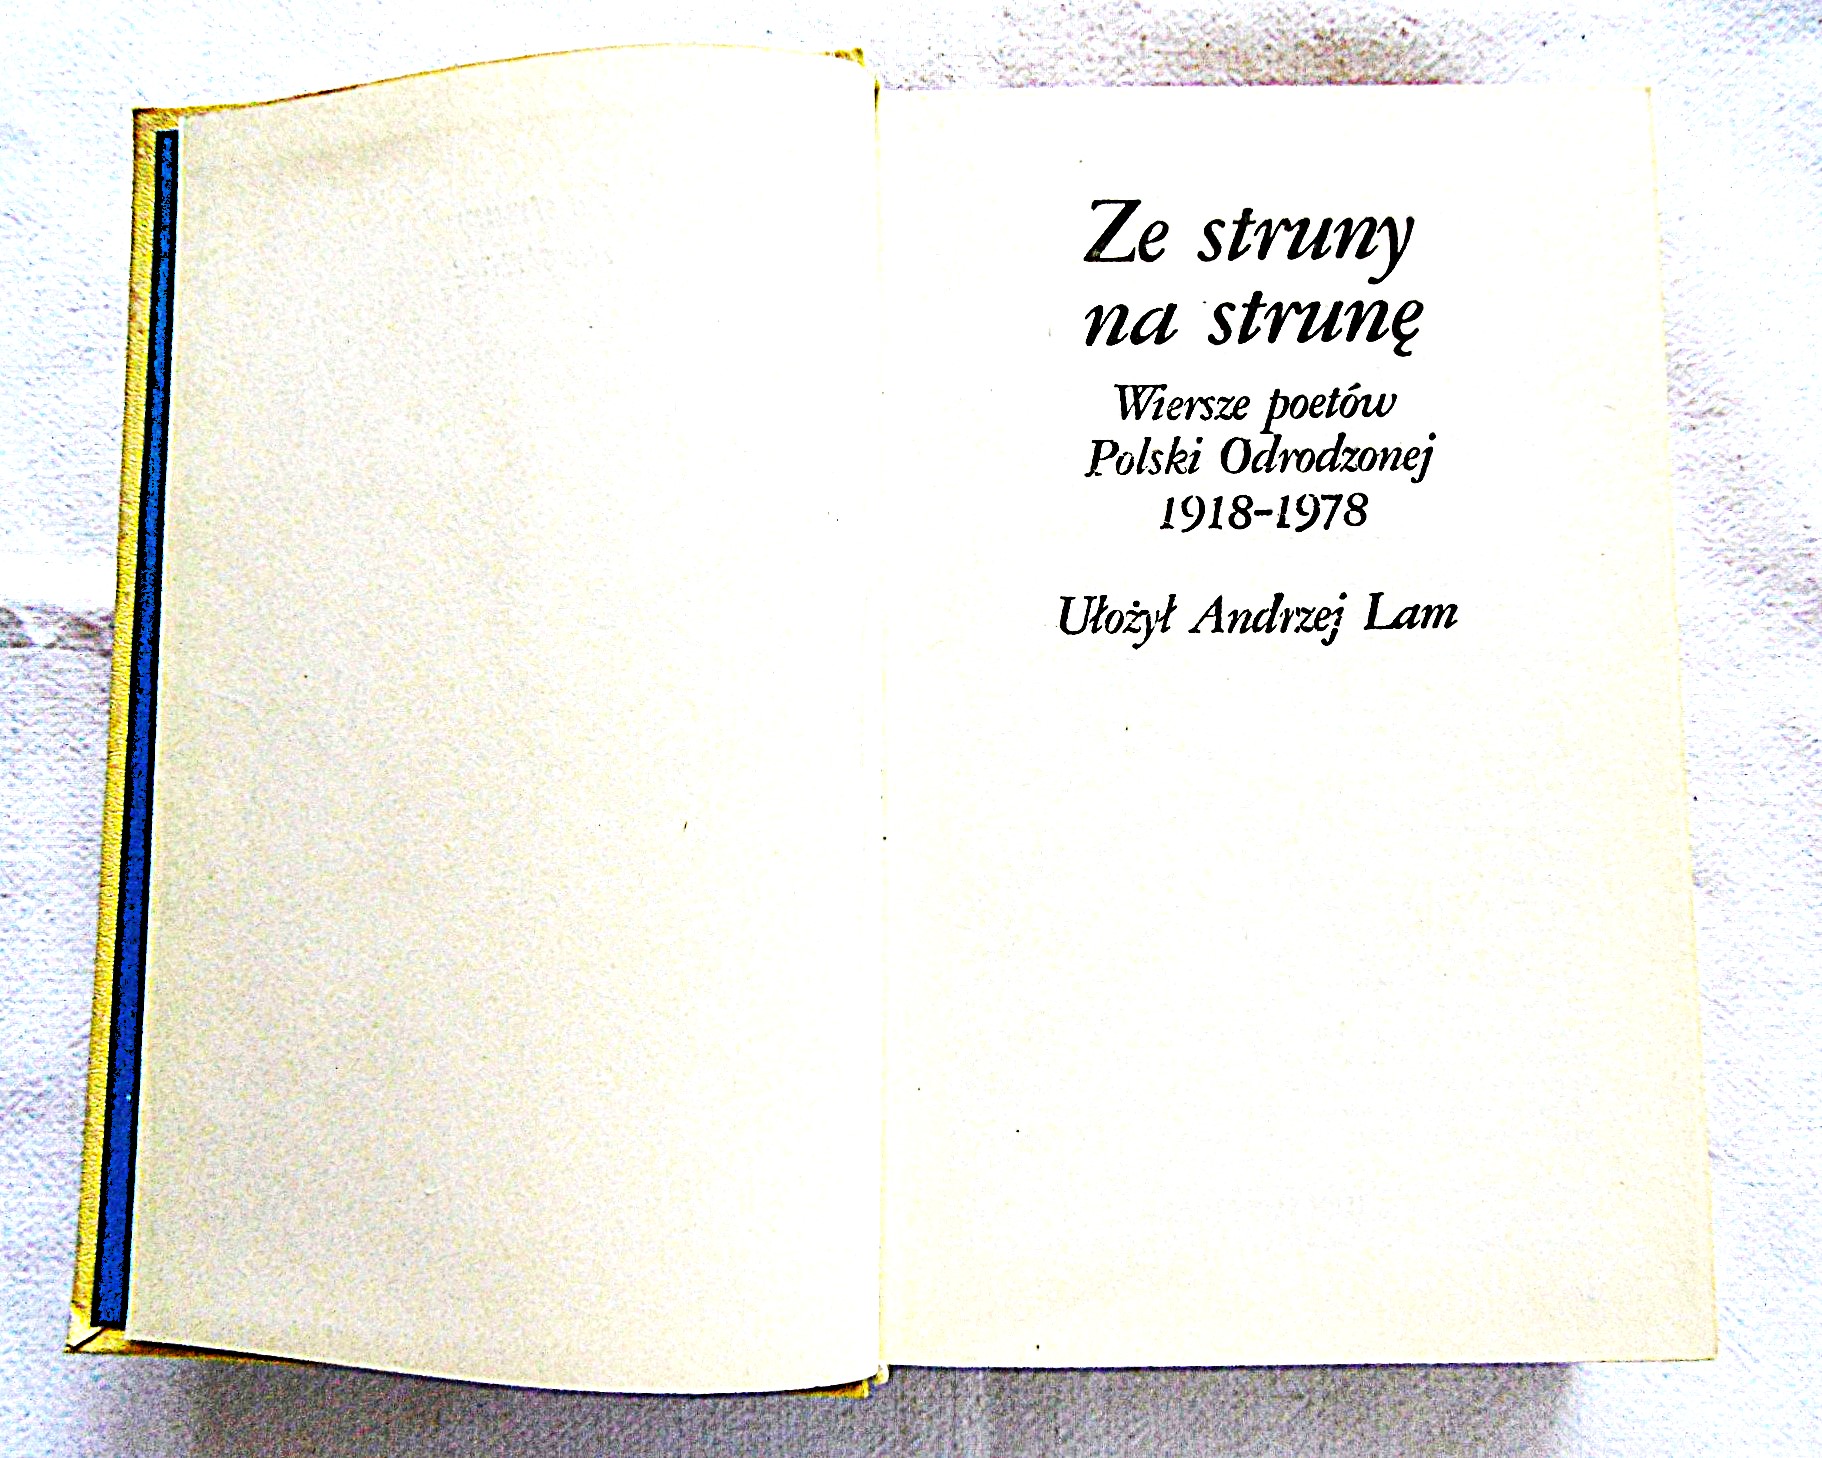 Ze struny
na strunę
Wiersze poetów
Polski Odrodzonej
1918-1978
Ułożył Andrzej Lam